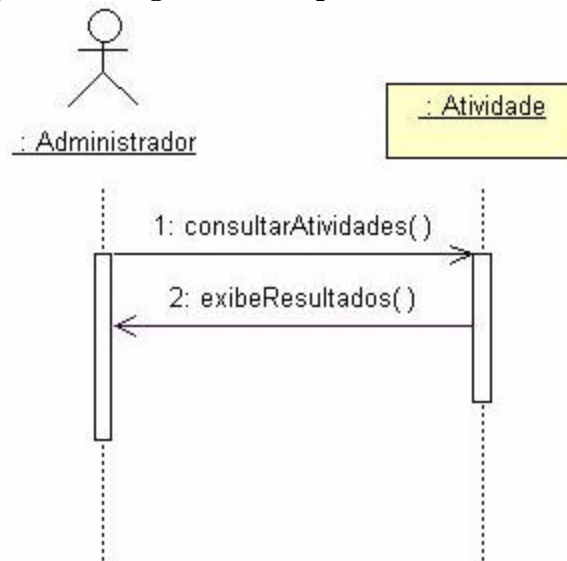 : Administrador
: Atividade
1: consultarAtividades( )
2: exibeResultados( )